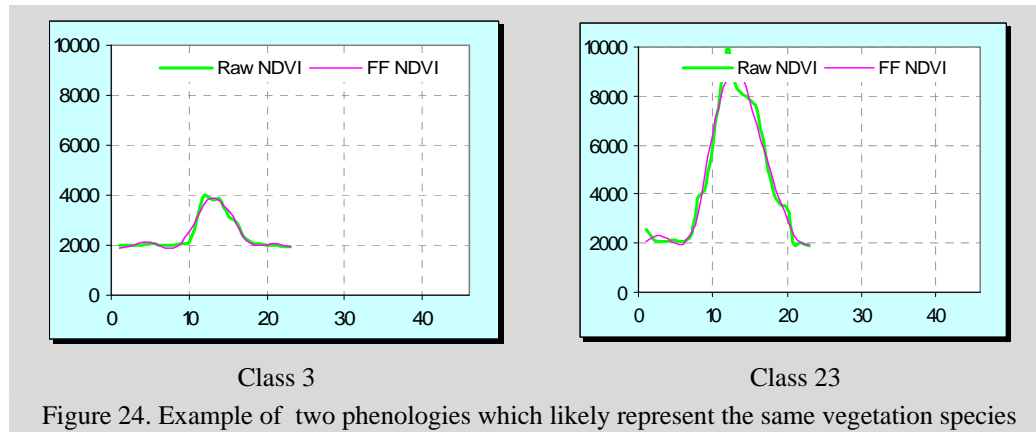 10000
8000
6000
4000
2000
0
0 10 20 30 40
Raw NDVI FF NDVI
10000
8000
6000
4000
2000
0
0 10 20 30 40
Raw NDVI FF NDVI
Class 3 Class 23
Figure 24. Example of two phenologies which likely represent the same vegetation species